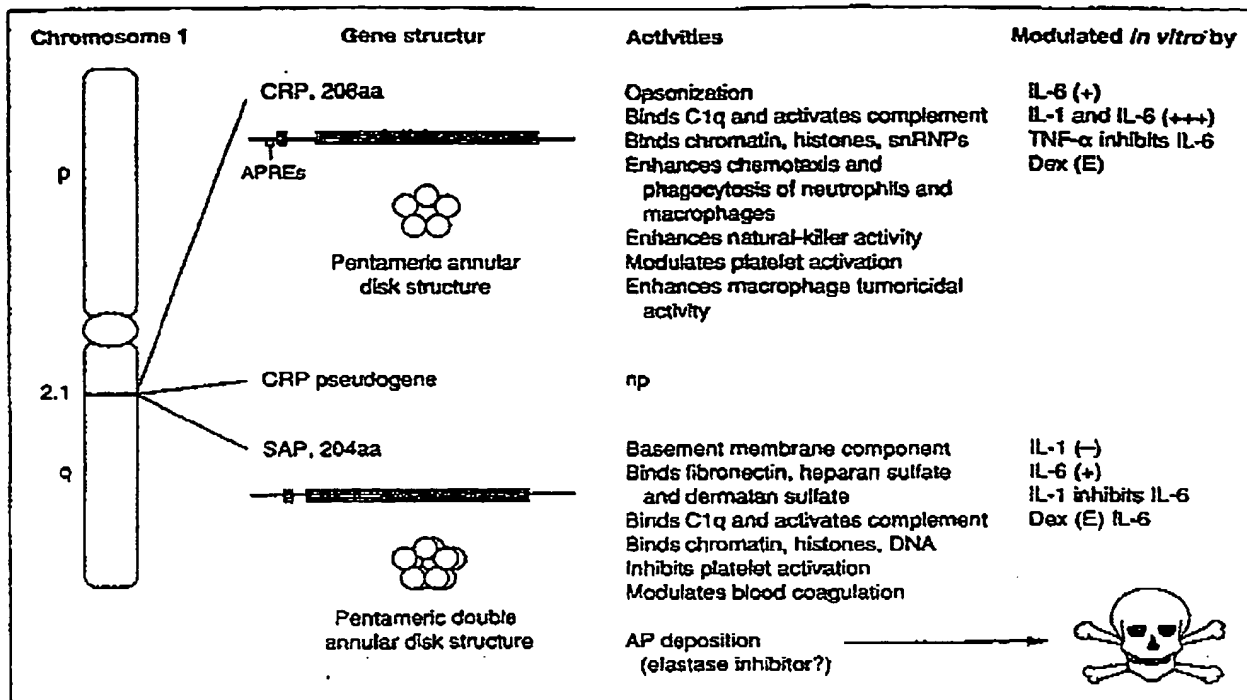 Chromosome 1
Gene structur
Activities
Modulated in vitro by
p
2.1
q
CRP, 206aa
APREs
Pentameric annular
disk structure
Opsonization
Binds C1q and activates complement
Binds chromatin, histones, snRNPs
Enhances chemotaxis and
phagocytosis of neutrophils and
macrophages
Enhances natural-killer activity
Modulates platelet activation
Enhances macrophage tumoricidal
activity
IL-6 (+)
IL-1 and IL-6 (+++)
TNF-α inhibits IL-6
Dex (E)
CRP pseudogene
np
SAP, 204aa
Pentameric double
annular disk structure
Basement membrane component
Binds fibronectin, heparan sulfate
and dermatan sulfate
Binds C1q and activates complement
Binds chromatin, histones, DNA
Inhibits platelet activation
Modulates blood coagulation
AP deposition
(elastase inhibitor?)
IL-1 (–)
IL-6 (+)
IL-1 inhibits IL-6
Dex (E) IL-6